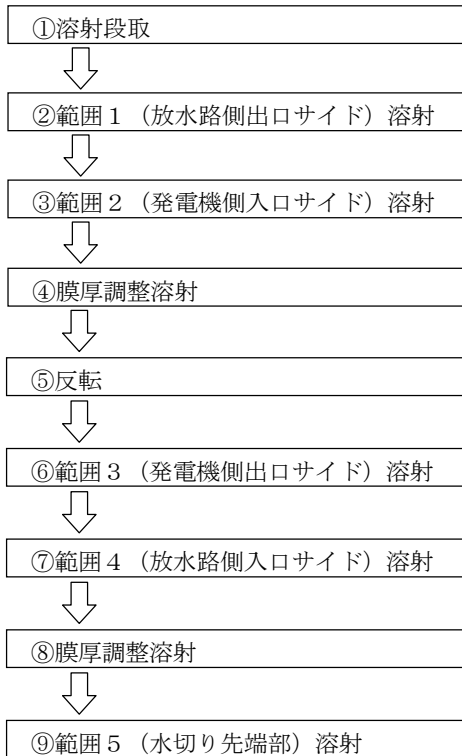 ①溶射段取
②範囲１（放水路側出口サイド）溶射
③範囲２（発電機側入口サイド）溶射
④膜厚調整溶射
⑤反転
⑥範囲３（発電機側出口サイド）溶射
⑦範囲４（放水路側入口サイド）溶射
⑧膜厚調整溶射
⑨範囲５（水切り先端部）溶射